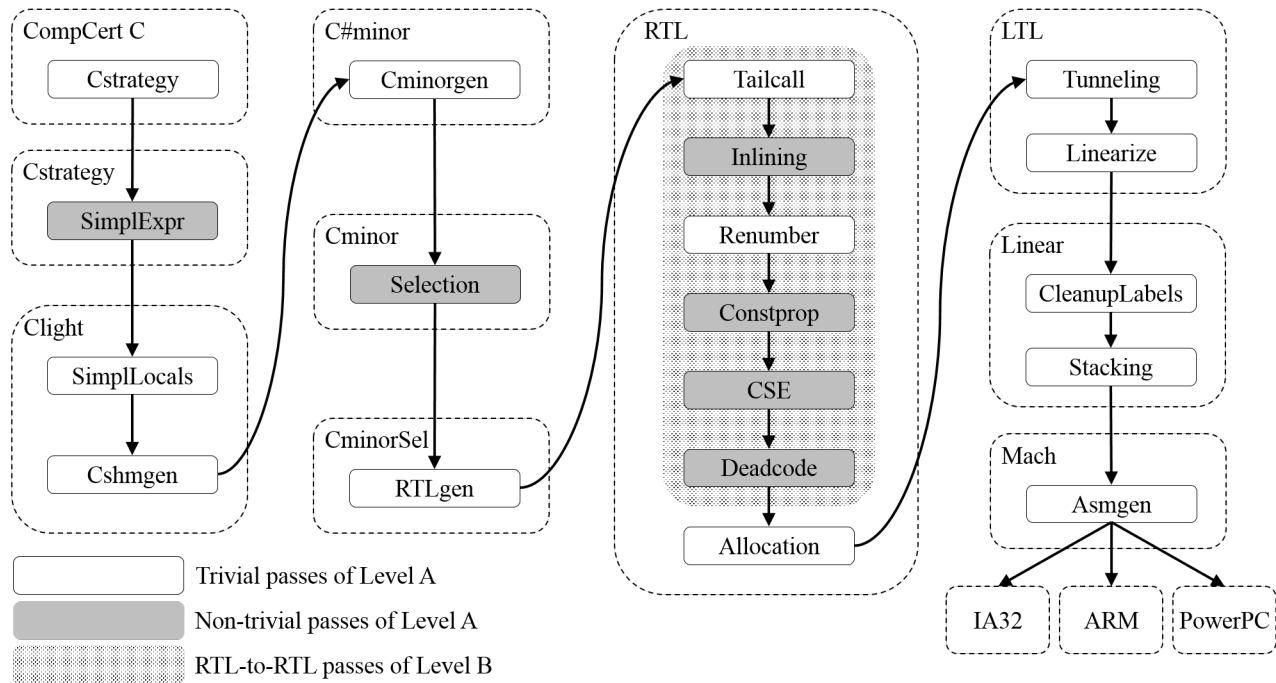 CompCert C
Cstrategy
Cstrategy
SimplExpr
Clight
SimplLocals
Cshmgen
C#minor
Cminorgen
Cminor
Selection
CminorSel
RTLgen
RTL
Tailcall
Inlining
Renumber
Constprop
CSE
Deadcode
Allocation
LTL
Tunneling
Linearize
Linear
CleanupLabels
Stacking
Mach
Asmgen
IA32
ARM
PowerPC
Trivial passes of Level A
Non-trivial passes of Level A
RTL-to-RTL passes of Level B